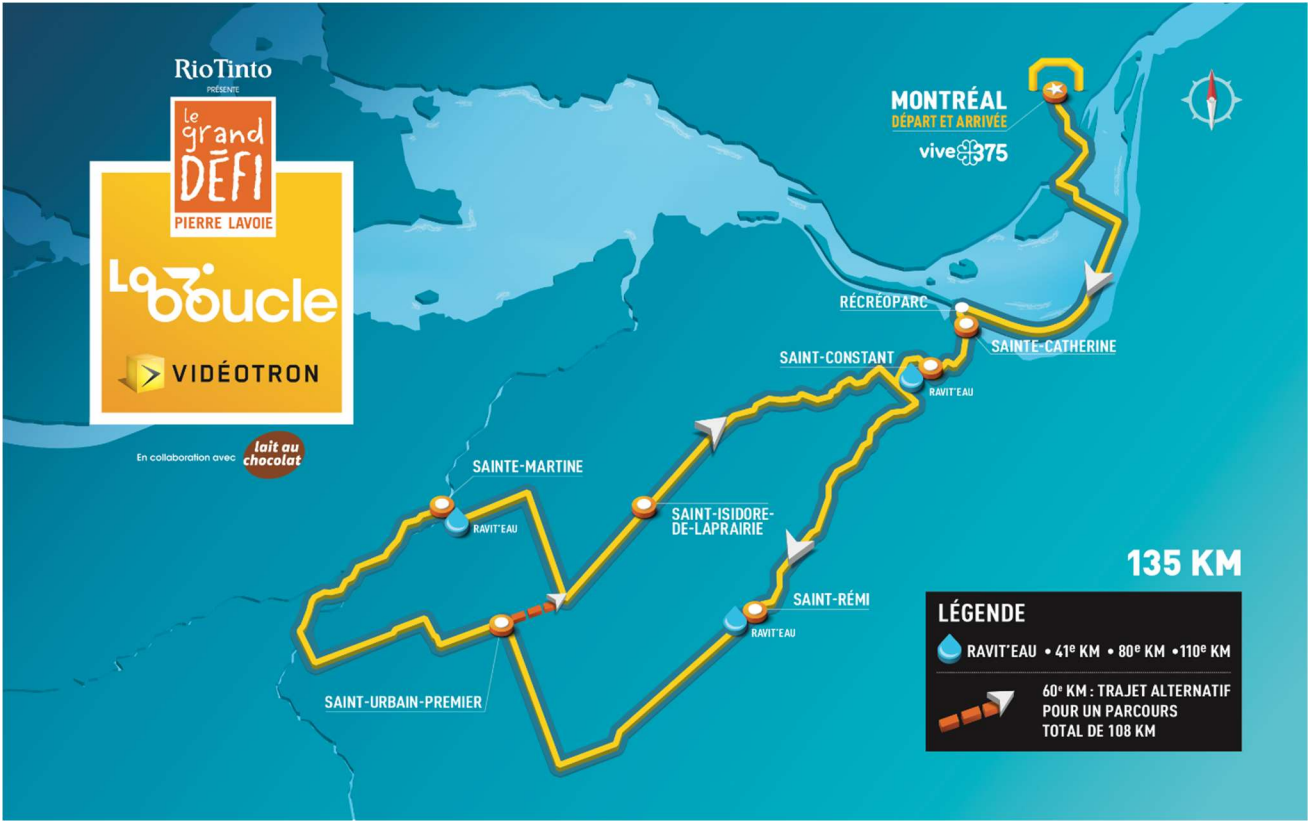 RioTinto
PRÉSENTE
le
grand
DÉFI
PIERRE LAVOIE
La Boucle
VIDÉOTRON
En collaboration avec
lait au
chocolat
MONTRÉAL
DÉPART ET ARRIVÉE
vive 375
RÉCRÉOPARC
SAINTE-CATHERINE
SAINT-CONSTANT
RAVIT'EAU
SAINTE-MARTINE
RAVIT'EAU
SAINT-ISIDORE-
DE-LAPRAIRIE
SAINT-RÉMI
RAVIT'EAU
SAINT-URBAIN-PREMIER
135 KM
LÉGENDE
RAVIT'EAU • 41e KM • 80e KM •110e KM
60e KM : TRAJET ALTERNATIF
POUR UN PARCOURS
TOTAL DE 108 KM